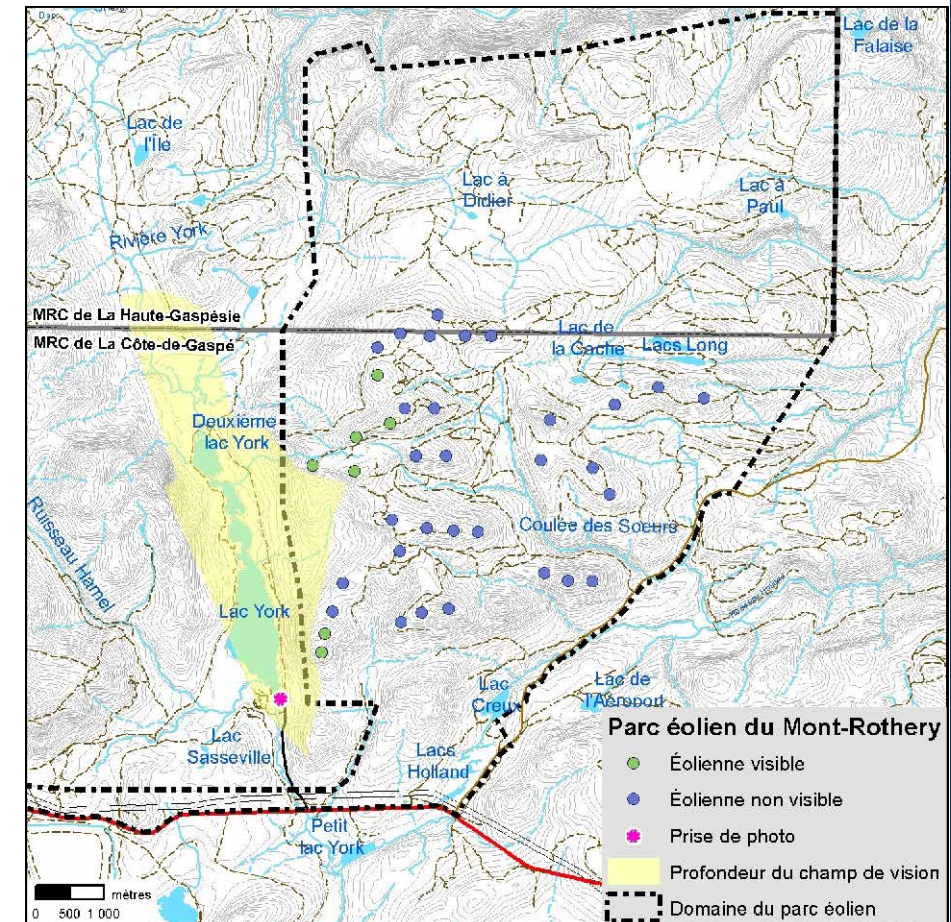 Lac de la
Falaise
Lac de
l'Île
Lac à
Didier
Lac à
Paul
Rivière York
MRC de La Haute-Gaspésie
MRC de La Côte-de-Gaspé
Lac de
la Cache
Lacs Long
Deuxième
lac York
Ruisseau Hamel
Coulée des Soeurs
Lac York
Lac
Creux
Lac de
l'Aéroport
Lac
Sasseville
Lacs
Holland
Petit
lac York
Parc éolien du Mont-Rothery
Éolienne visible
Éolienne non visible
Prise de photo
Profondeur du champ de vision
Domaine du parc éolien
mètres
0 500 1 000